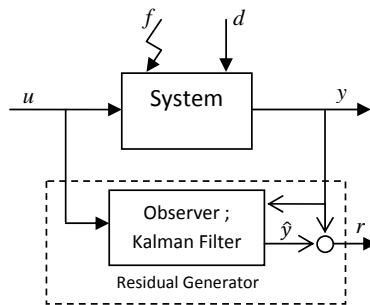 f
d
u
System
y
Observer ;
Kalman Filter
ŷ
r
Residual Generator